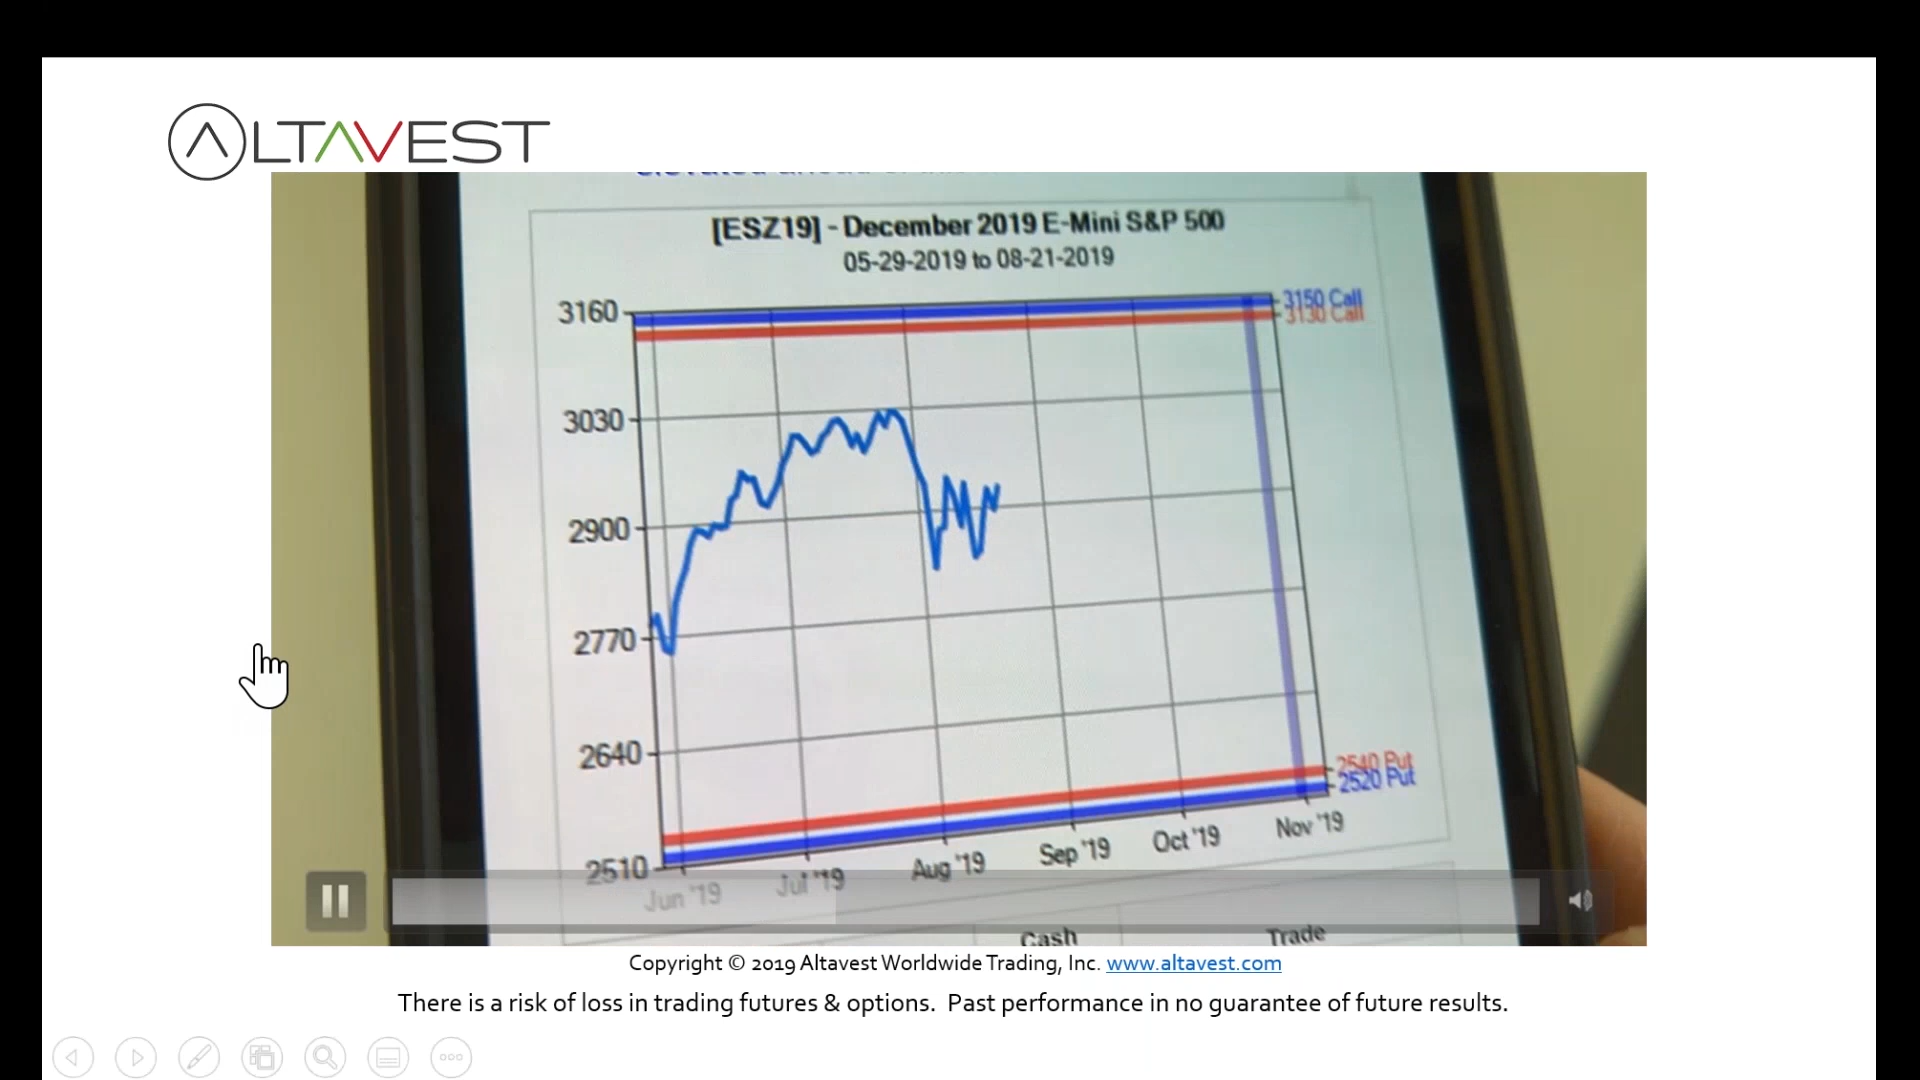 ALTAVEST
[ESZ19] - December 2019 E-Mini S&P 500
05-29-2019 to 08-21-2019
3160
3150 Call
3130 Call
3030
2900
2770
2640
2540 Put
2520 Put
2510
Jun '19
Jul '19
Aug '19
Sep '19
Oct '19
Nov '19
Cash
Trade
Copyright © 2019 Altavest Worldwide Trading, Inc. www.altavest.com
There is a risk of loss in trading futures & options.  Past performance in no guarantee of future results.